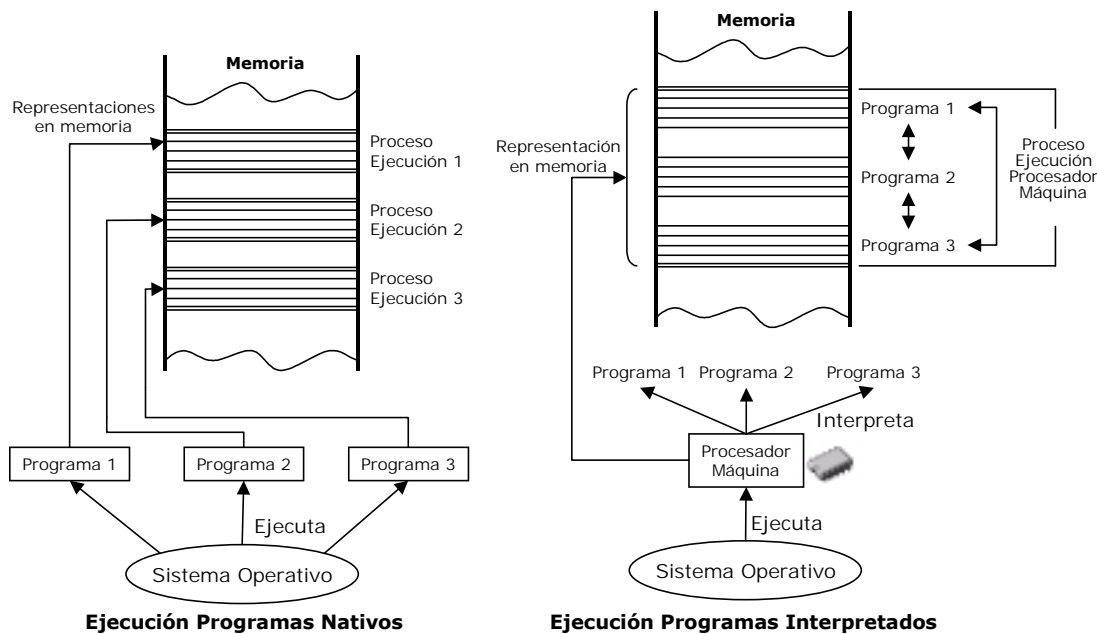 Memoria
Representaciones
en memoria
Proceso
Ejecución 1
Proceso
Ejecución 2
Proceso
Ejecución 3
Programa 1
Programa 2
Programa 3
Ejecuta
Sistema Operativo
Ejecución Programas Nativos
Memoria
Representación
en memoria
Programa 1
Programa 2
Programa 3
Proceso
Ejecución
Procesador
Máquina
Programa 1
Programa 2
Programa 3
Interpreta
Procesador
Máquina
Ejecuta
Sistema Operativo
Ejecución Programas Interpretados